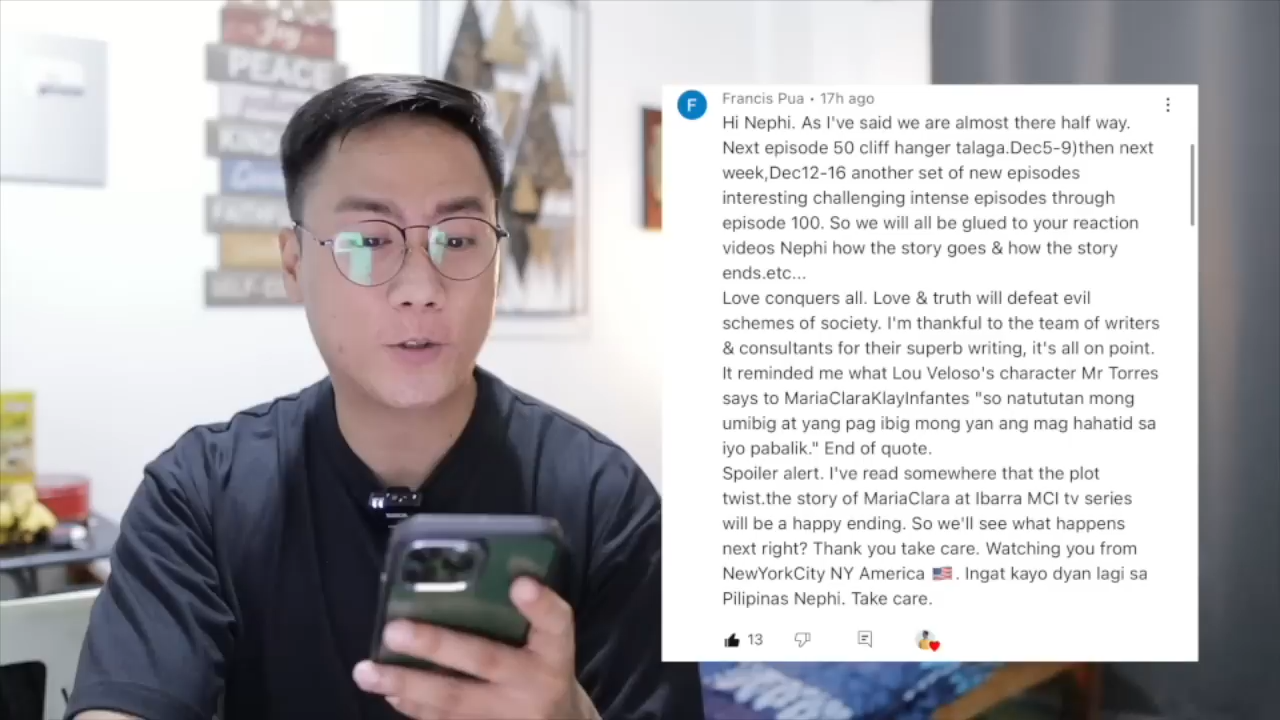 Joy
PEACE
Francis Pua • 17h ago
F
Hi Nephi. As I've said we are almost there half way.
Next episode 50 cliff hanger talaga.Dec5-9)then next
week,Dec12-16 another set of new episodes
interesting challenging intense episodes through
episode 100. So we will all be glued to your reaction
videos Nephi how the story goes & how the story
ends.etc...
Love conquers all. Love & truth will defeat evil
schemes of society. I'm thankful to the team of writers
& consultants for their superb writing, it's all on point.
It reminded me what Lou Veloso's character Mr Torres
says to MariaClaraKlayInfantes "so natututan mong
umibig at yang pag ibig mong yan ang mag hahatid sa
iyo pabalik." End of quote.
Spoiler alert. I've read somewhere that the plot
twist.the story of MariaClara at Ibarra MCI tv series
will be a happy ending. So we'll see what happens
next right? Thank you take care. Watching you from
NewYorkCity NY America 🇺🇸. Ingat kayo dyan lagi sa
Pilipinas Nephi. Take care.
13